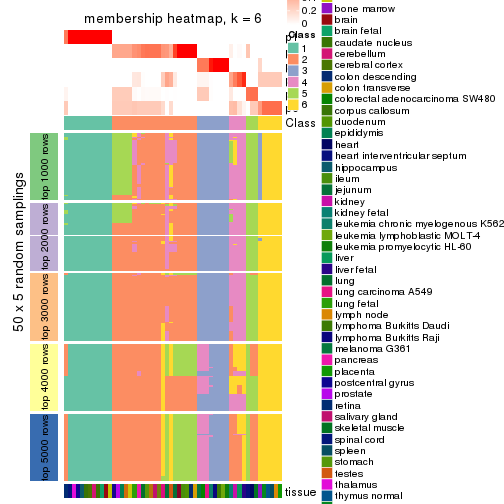 membership heatmap, k = 6
0.2
0
Class
1
2
3
4
5
6
Class
50 x 5 random samplings
top 1000 rows
top 2000 rows
top 3000 rows
top 4000 rows
top 5000 rows
tissue
bone marrow
brain
brain fetal
caudate nucleus
cerebellum
cerebral cortex
colon descending
colon transverse
colorectal adenocarcinoma SW480
corpus callosum
duodenum
epididymis
heart
heart interventricular septum
hippocampus
ileum
jejunum
kidney
kidney fetal
leukemia chronic myelogenous K562
leukemia lymphoblastic MOLT-4
leukemia promyelocytic HL-60
liver
liver fetal
lung
lung carcinoma A549
lung fetal
lymph node
lymphoma Burkitts Daudi
lymphoma Burkitts Raji
melanoma G361
pancreas
placenta
postcentral gyrus
prostate
retina
salivary gland
skeletal muscle
spinal cord
spleen
stomach
testes
thalamus
thymus normal